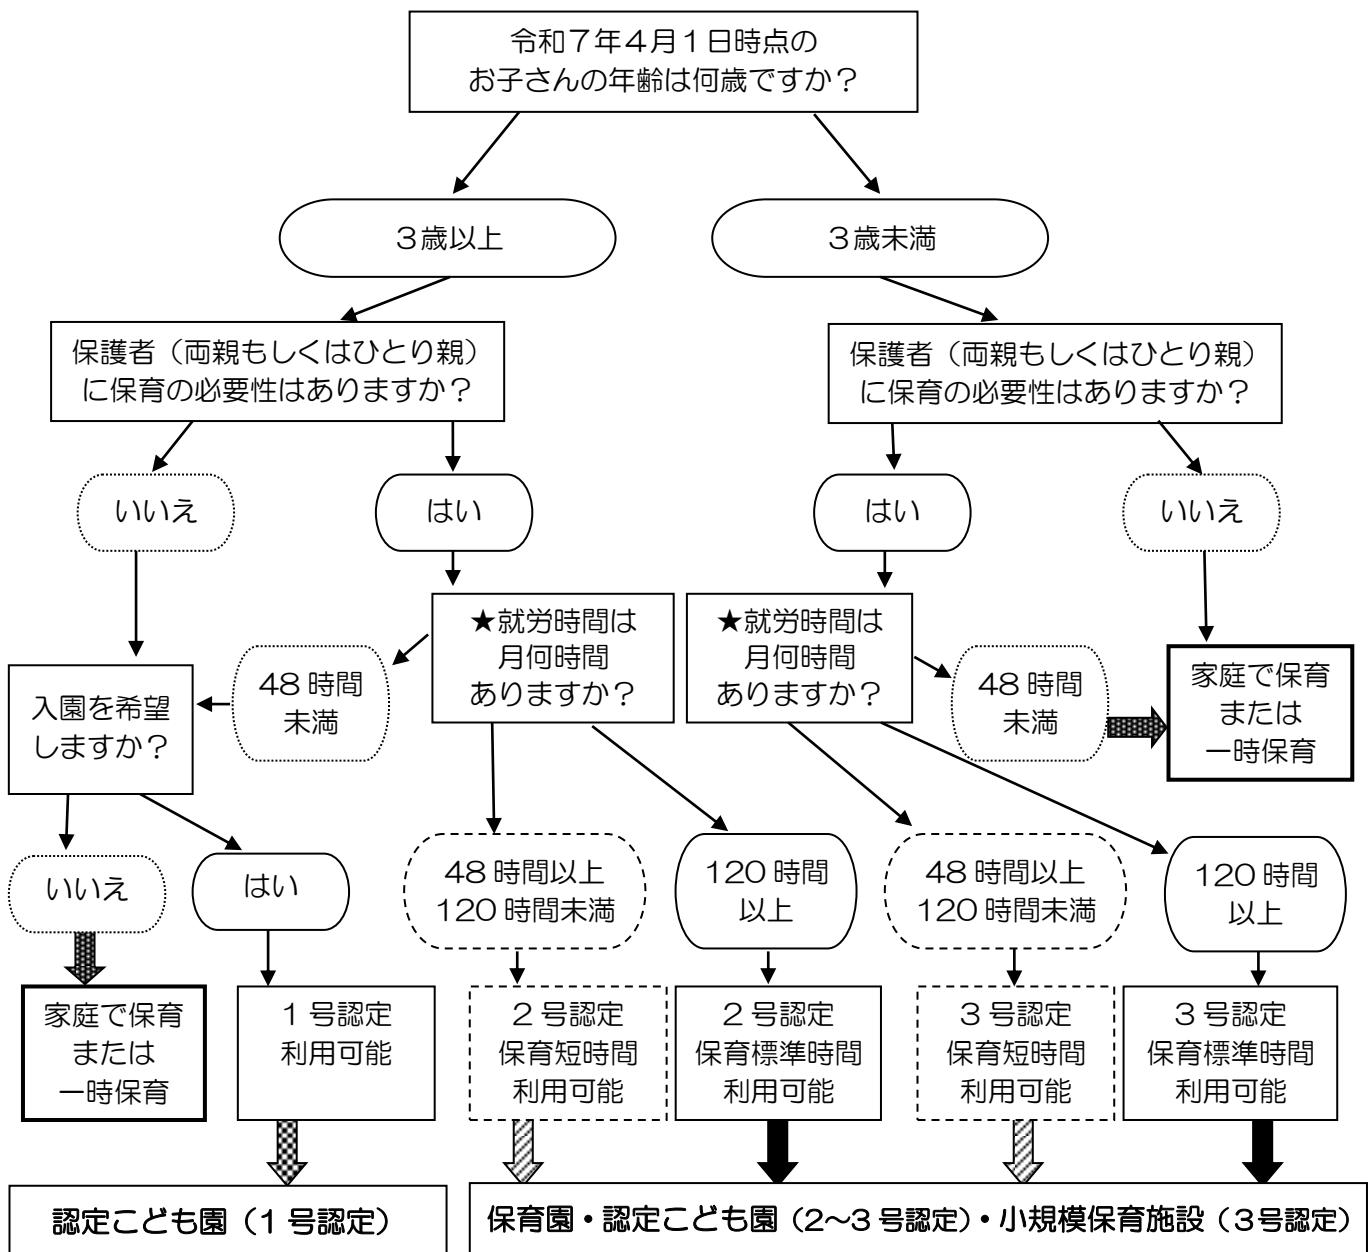 令和７年４月１日時点の
お子さんの年齢は何歳ですか？
３歳以上
３歳未満
保護者（両親もしくはひとり親）
に保育の必要性はありますか？
保護者（両親もしくはひとり親）
に保育の必要性はありますか？
いいえ
はい
はい
いいえ
★就労時間は
月何時間
ありますか？
★就労時間は
月何時間
ありますか？
48 時間
未満
48 時間
未満
家庭で保育
または
一時保育
入園を希望
しますか？
いいえ
はい
48 時間以上
120 時間未満
120 時間
以上
48 時間以上
120 時間未満
120 時間
以上
家庭で保育
または
一時保育
１号認定
利用可能
２号認定
保育短時間
利用可能
２号認定
保育標準時間
利用可能
３号認定
保育短時間
利用可能
３号認定
保育標準時間
利用可能
認定こども園（１号認定）
保育園・認定こども園（2～３号認定）・小規模保育施設（３号認定）